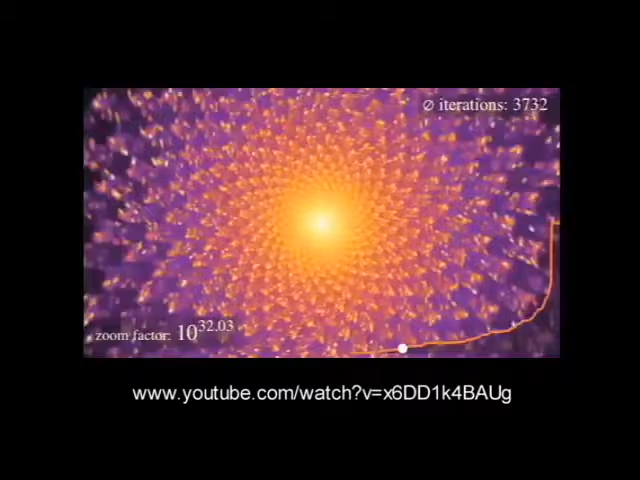 ∅ iterations: 3732
zoom factor: 10^32.03
www.youtube.com/watch?v=x6DD1k4BAUg